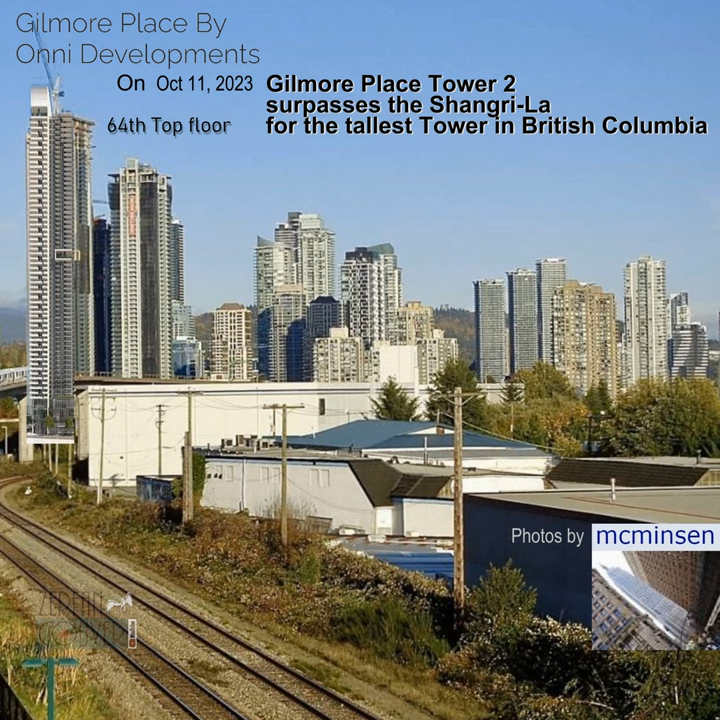 Gilmore Place By
Onni Developments
On Oct 11, 2023
Gilmore Place Tower 2
surpasses the Shangri-La
for the tallest Tower in British Columbia
64th Top floor
Photos by
mcminsen